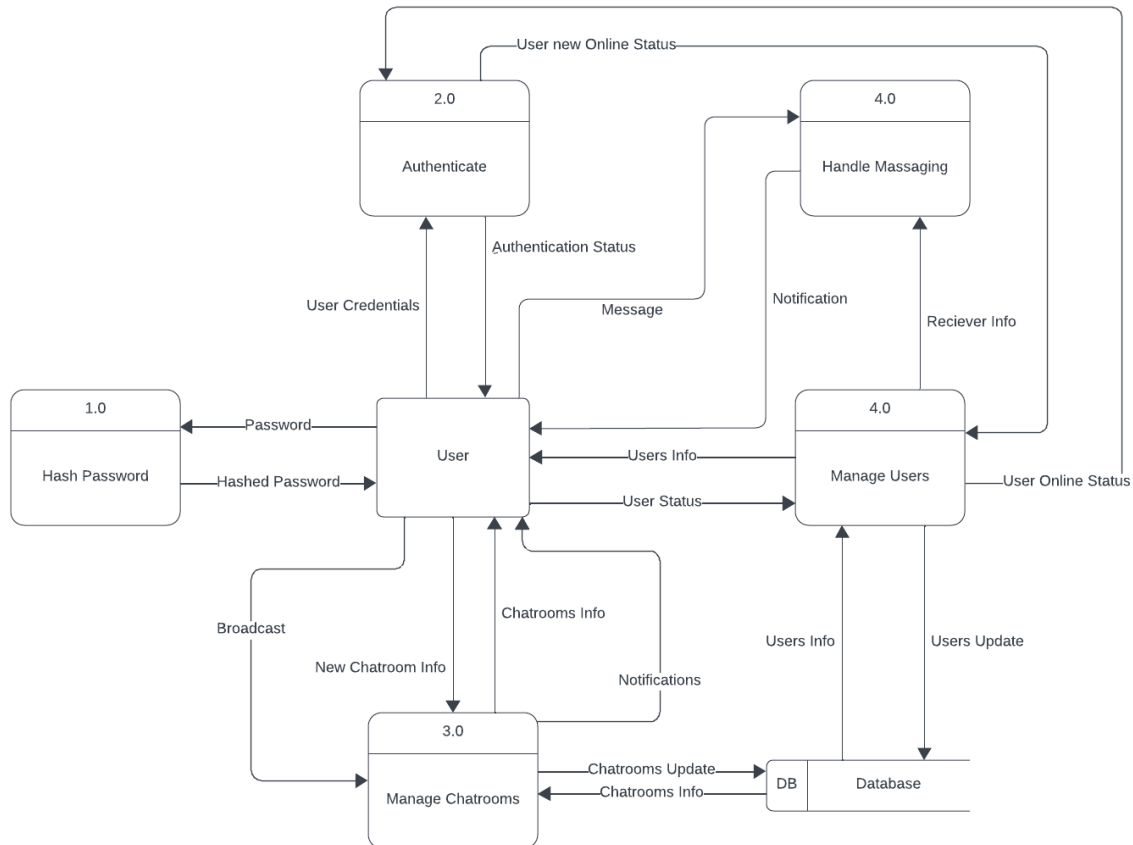 User new Online Status
2.0
Authenticate
4.0
Handle Massaging
Authentication Status
User Credentials
Message
Notification
Reciever Info
1.0
Hash Password
Password
Hashed Password
User
4.0
Manage Users
Users Info
User Status
User Online Status
Broadcast
New Chatroom Info
Chatrooms Info
Notifications
Users Info
Users Update
3.0
Manage Chatrooms
Chatrooms Update
Chatrooms Info
DB
Database